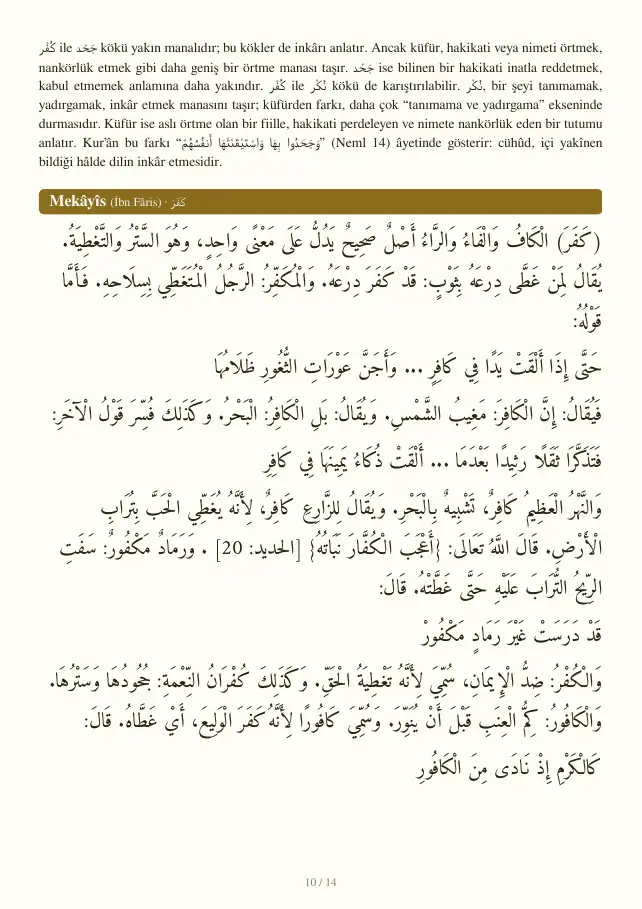 كُفْر ile جَحْد kökü yakın manalıdır; bu kökler de inkârı anlatır. Ancak küfür, hakikati veya nimeti örtmek,
nankörlük etmek gibi daha geniş bir örtme manası taşır. جَحْد ise bilinen bir hakikati inatla reddetmek,
kabul etmemek anlamına daha yakındır. كُفْر ile نُكْر kökü de karıştırılabilir. نُكْر, bir şeyi tanımamak,
yadırgamak, inkâr etmek manasını taşır; küfürden farkı, daha çok “tanımama ve yadırgama” ekseninde
durmasıdır. Küfür ise aslı örtme olan bir fiille, hakikati perdeleyen ve nimete nankörlük eden bir tutumu
anlatır. Kur’ân bu farkı “وَجَحَدُوا بِهَا وَاسْتَيْقَنَتْهَا أَنفُسُهُمْ” (Neml 14) âyetinde gösterir: cühûd, içi yakînen
bildiği hâlde dilin inkâr etmesidir.
Mekâyîs (İbn Fâris) · كَفَرَ
(كَفَرَ) الْكَافُ وَالْفَاءُ وَالرَّاءُ أَصْلٌ صَحِيحٌ يَدُلُّ عَلَى مَعْنًى وَاحِدٍ، وَهُوَ السَّتْرُ وَالتَّغْطِيَةُ.
يُقَالُ لِمَنْ غَطَّى دِرْعَهُ بِثَوْبٍ: قَدْ كَفَرَ دِرْعَهُ. وَالْمُكَفِّرُ: الرَّجُلُ الْمُتَغَطِّي بِسِلَاحِهِ. فَأَمَّا
قَوْلُهُ:
حَتَّى إِذَا أَلْقَتْ يَدًا فِي كَافِرٍ ... وَأَجَنَّ عَوْرَاتِ الثُّغُورِ ظَلَامُهَا
فَيُقَالُ: إِنَّ الْكَافِرَ: مَغِيبُ الشَّمْسِ. وَيُقَالُ: بَلِ الْكَافِرُ: الْبَحْرُ. وَكَذَلِكَ فُسِّرَ قَوْلُ الْآخَرِ:
فَتَذَكَّرَا ثَقَلًا رَثِيدًا بَعْدَمَا ... أَلْقَتْ ذُكَاءُ يَمِينَهَا فِي كَافِرِ
وَالنَّهْرُ الْعَظِيمُ كَافِرٌ، تَشْبِيهٌ بِالْبَحْرِ. وَيُقَالُ لِلزَّارِعِ كَافِرٌ، لِأَنَّهُ يُغَطِّي الْحَبَّ بِتُرَابِ
الْأَرْضِ. قَالَ اللَّهُ تَعَالَى: {أَعْجَبَ الْكُفَّارَ نَبَاتُهُ} [الحديد: 20] . وَرَمَادٌ مَكْفُورٌ: سَفَتِ
الرِّيحُ التُّرَابَ عَلَيْهِ حَتَّى غَطَّتْهُ. قَالَ:
قَدْ دَرَسَتْ غَيْرَ رَمَادٍ مَكْفُورْ
وَالْكُفْرُ: ضِدُّ الْإِيمَانِ، سُمِّيَ لِأَنَّهُ تَغْطِيَةُ الْحَقِّ. وَكَذَلِكَ كُفْرَانُ النِّعْمَةِ: جُحُودُهَا وَسَتْرُهَا.
وَالْكَافُورُ: كِمُّ الْعِنَبِ قَبْلَ أَنْ يُنَوِّرَ. وَسُمِّيَ كَافُورًا لِأَنَّهُ كَفَرَ الْوَلِيعَ، أَيْ غَطَّاهُ. قَالَ:
كَالْكَرْمِ إِذْ نَادَى مِنَ الْكَافُورِ
10 / 14